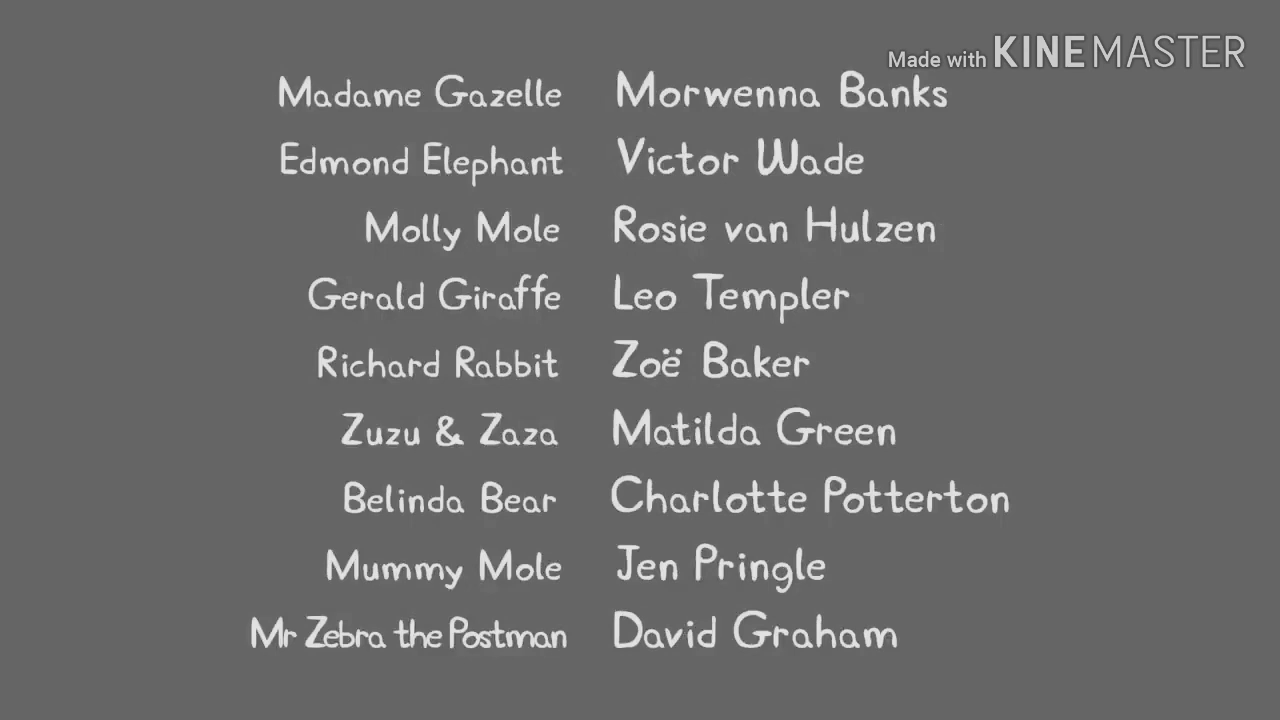 Made with KINEMASTER
Madame Gazelle Morwenna Banks
Edmond Elephant Victor Wade
Molly Mole Rosie van Hulzen
Gerald Giraffe Leo Templer
Richard Rabbit Zoë Baker
Zuzu & Zaza Matilda Green
Belinda Bear Charlotte Potterton
Mummy Mole Jen Pringle
Mr Zebra the Postman David Graham